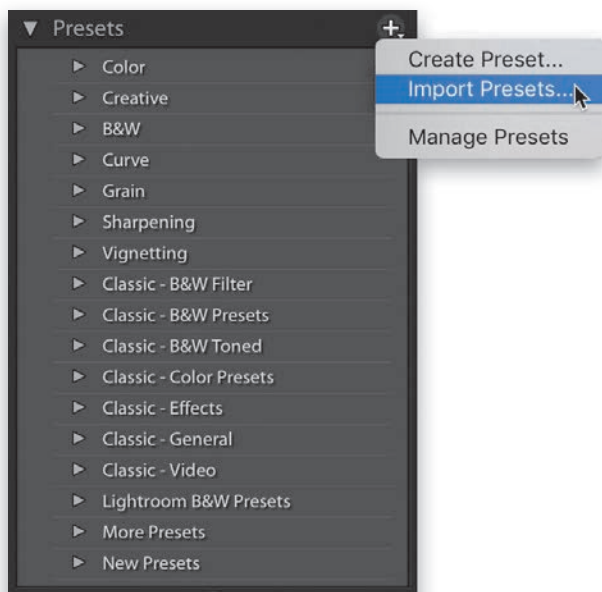 Presets
Create Preset...
Import Presets...
Manage Presets
Color
Creative
B&W
Curve
Grain
Sharpening
Vignetting
Classic - B&W Filter
Classic - B&W Presets
Classic - B&W Toned
Classic - Color Presets
Classic - Effects
Classic - General
Classic - Video
Lightroom B&W Presets
More Presets
New Presets